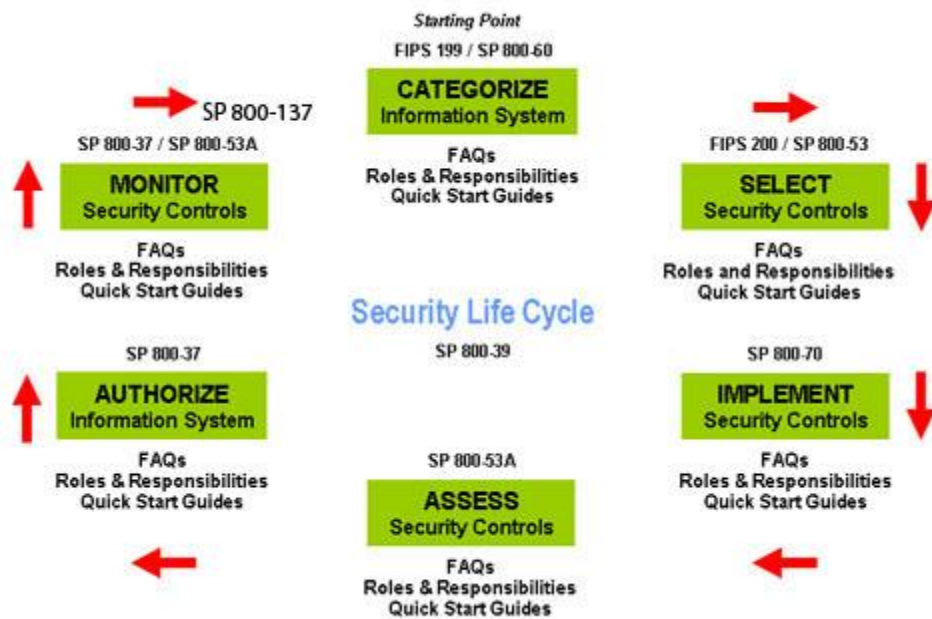 Starting Point
FIPS 199 / SP 800-60
CATEGORIZE
Information System
FAQs
Roles & Responsibilities
Quick Start Guides
FIPS 200 / SP 800-53
SELECT
Security Controls
FAQs
Roles and Responsibilities
Quick Start Guides
SP 800-70
IMPLEMENT
Security Controls
FAQs
Roles & Responsibilities
Quick Start Guides
SP 800-53A
ASSESS
Security Controls
FAQs
Roles & Responsibilities
Quick Start Guides
SP 800-37
AUTHORIZE
Information System
FAQs
Roles & Responsibilities
Quick Start Guides
SP 800-137
SP 800-37 / SP 800-53A
MONITOR
Security Controls
FAQs
Roles & Responsibilities
Quick Start Guides
Security Life Cycle
SP 800-39